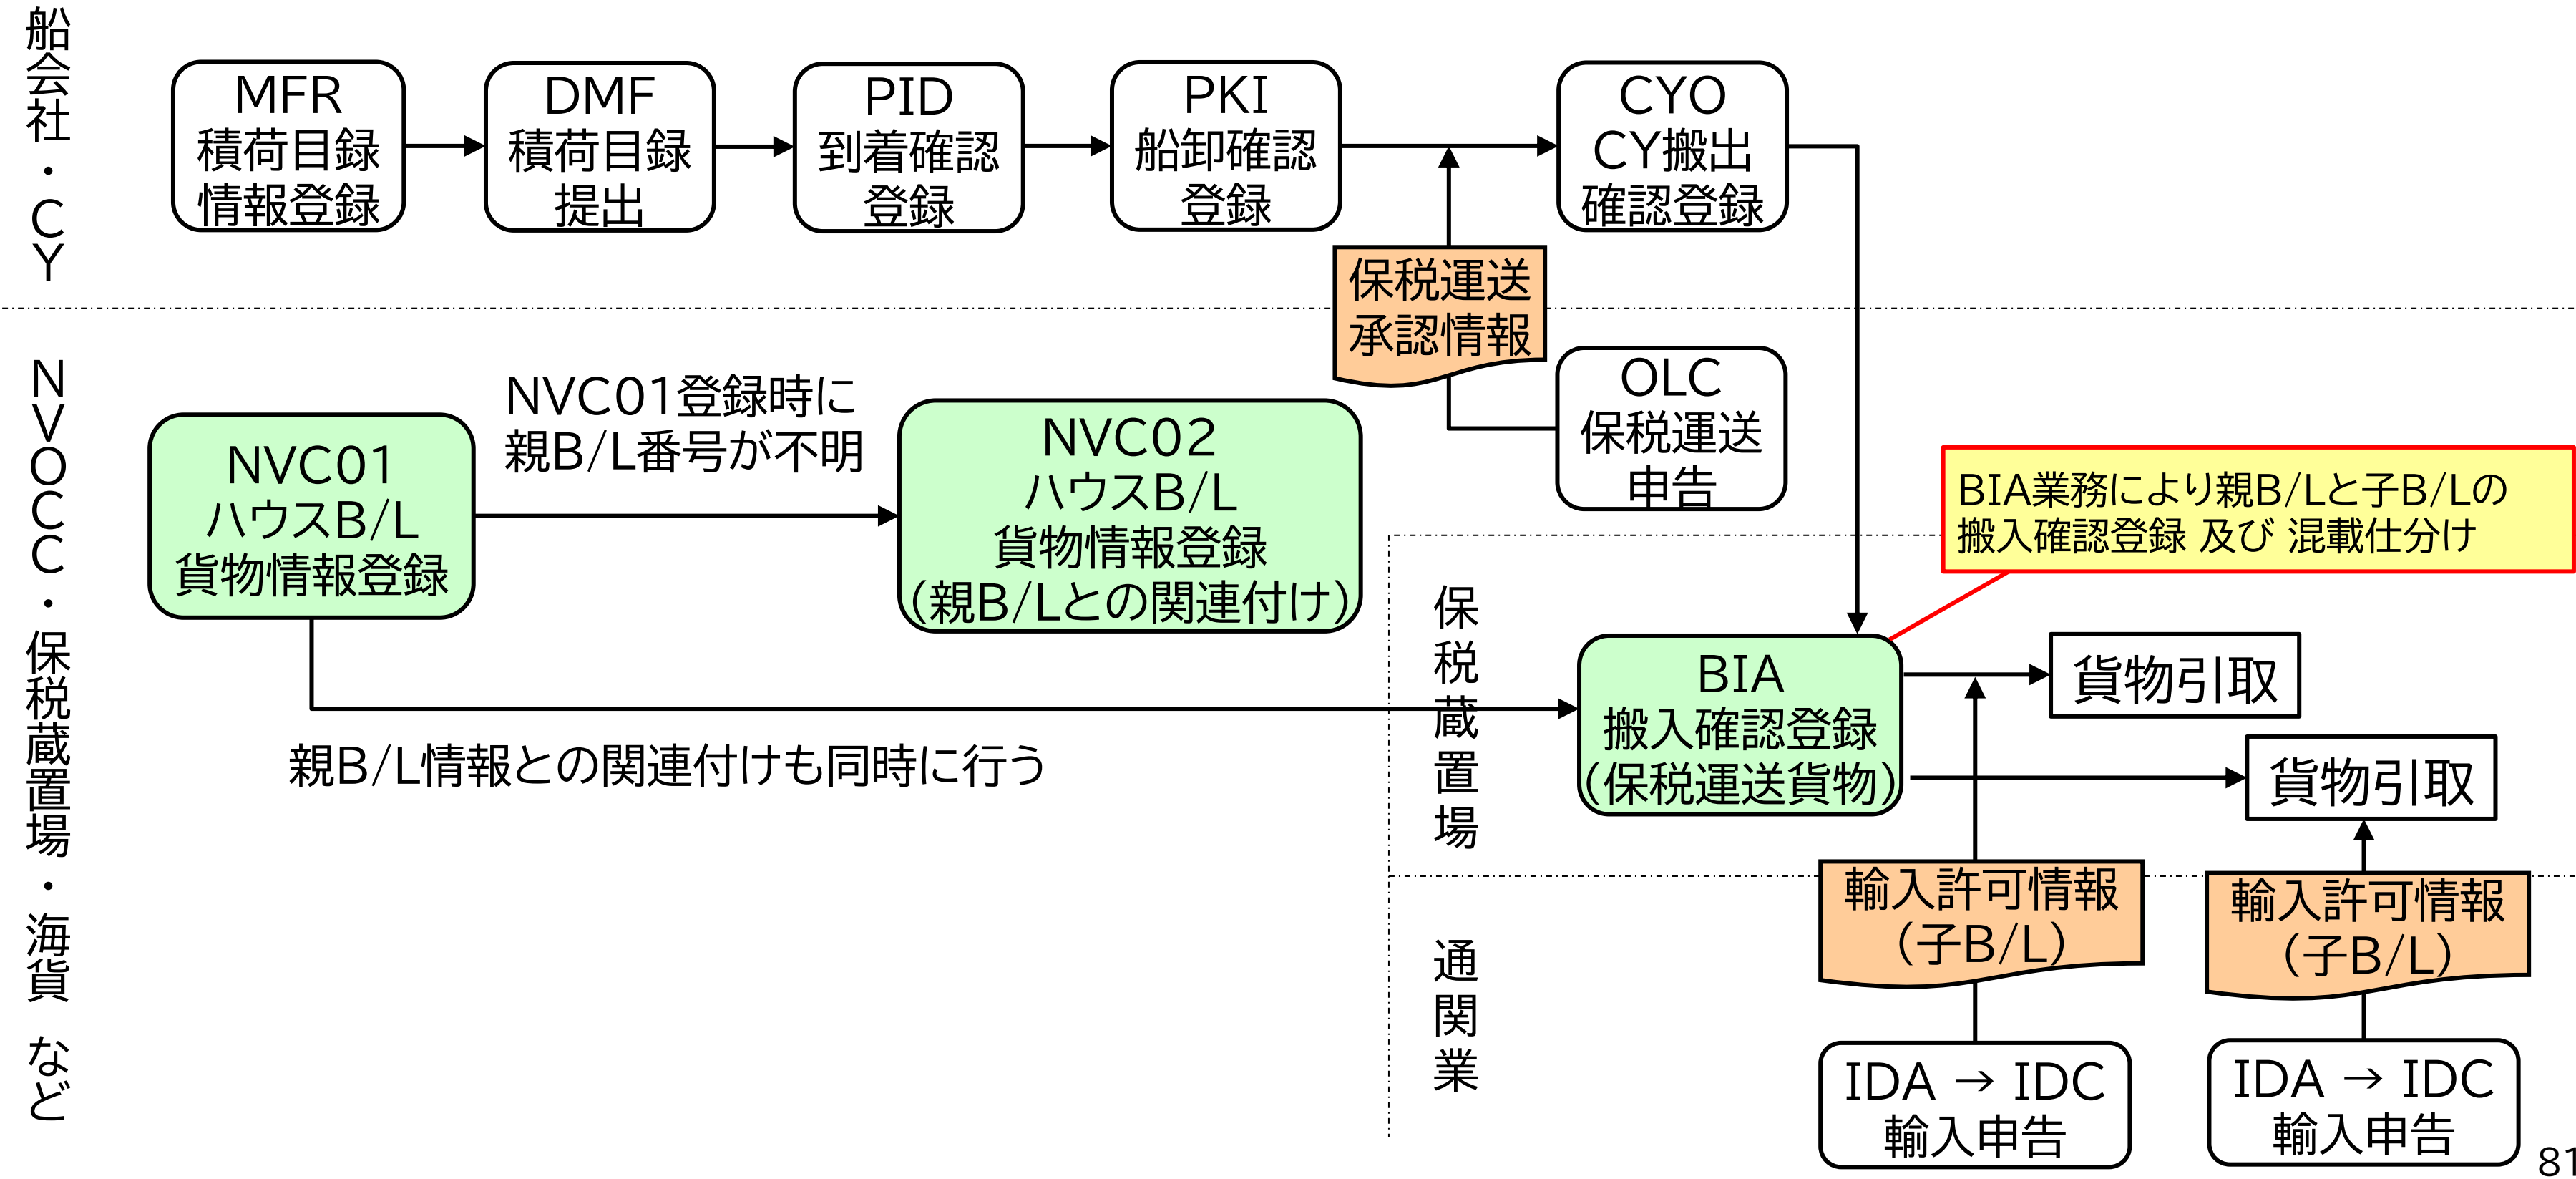 船会社・CY
MFR
積荷目録
情報登録
DMF
積荷目録
提出
PID
到着確認
登録
PKI
船卸確認
登録
CYO
CY搬出
確認登録
保税運送
承認情報
OLC
保税運送
申告
NVOCC・保税蔵置場・海貨 など
NVC01
ハウスB/L
貨物情報登録
NVC01登録時に
親B/L番号が不明
NVC02
ハウスB/L
貨物情報登録
(親B/Lとの関連付け)
親B/L情報との関連付けも同時に行う
BIA業務により親B/Lと子B/Lの
搬入確認登録 及び 混載仕分け
保税蔵置場
BIA
搬入確認登録
(保税運送貨物)
貨物引取
貨物引取
通関業
輸入許可情報
(子B/L)
輸入許可情報
(子B/L)
IDA → IDC
輸入申告
IDA → IDC
輸入申告
81